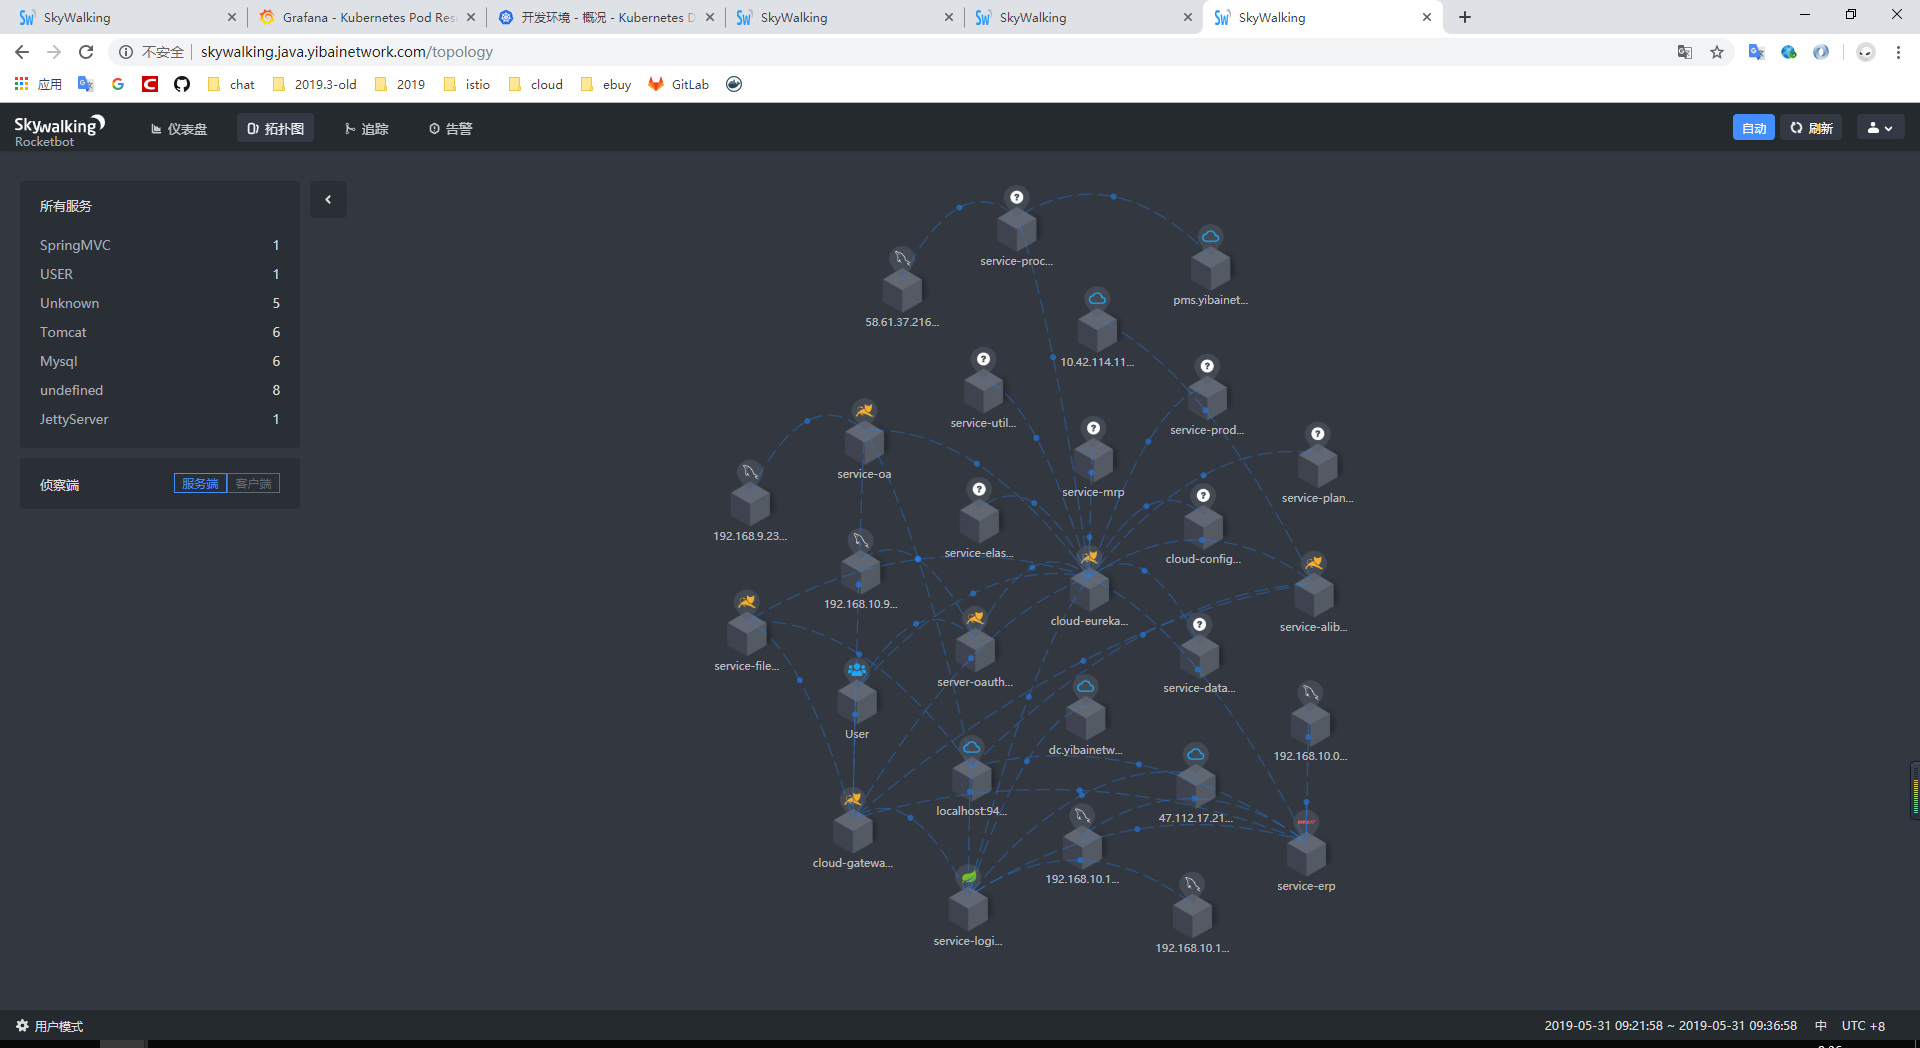 SkyWalking
Grafana - Kubernetes Pod Res
开发环境 - 概况 - Kubernetes D
SkyWalking
SkyWalking
SkyWalking
不安全
skywalking.java.yibainetwork.com/topology
应用
chat
2019.3-old
2019
istio
cloud
ebuy
GitLab
Skywalking
Rocketbot
仪表盘
拓扑图
追踪
告警
自动
刷新
所有服务
SpringMVC 1
USER 1
Unknown 5
Tomcat 6
Mysql 6
undefined 8
JettyServer 1
侦察端
服务端
客户端
service-proc...
pms.yibainet...
58.61.37.216...
10.42.114.11...
service-util...
service-prod...
service-oa
service-mrp
service-plan...
192.168.9.23...
service-elas...
cloud-config...
192.168.10.9...
cloud-eureka...
service-alib...
service-file...
server-oauth...
service-data...
User
dc.yibainetw...
192.168.10.0...
localhost:94...
47.112.17.21...
cloud-gatewa...
192.168.10.1...
service-erp
service-logi...
192.168.10.1...
用户模式
2019-05-31 09:21:58 ~ 2019-05-31 09:36:58
中
UTC +8